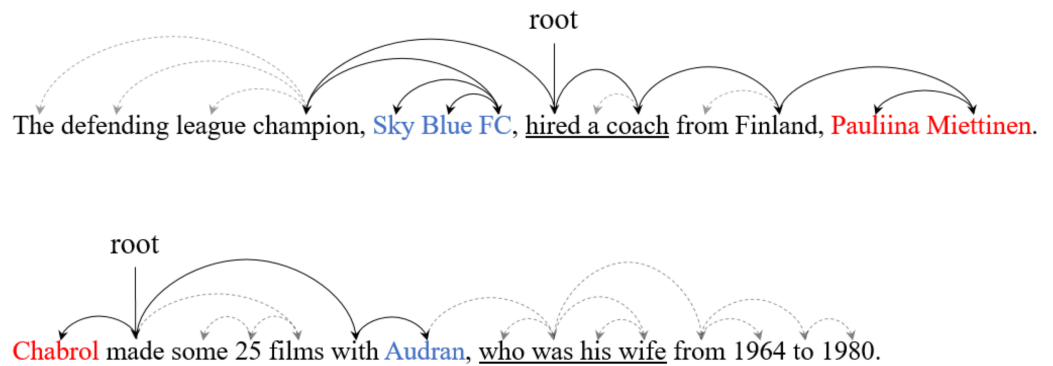 root
The defending league champion, Sky Blue FC, hired a coach from Finland, Pauliina Miettinen.
root
Chabrol made some 25 films with Audran, who was his wife from 1964 to 1980.